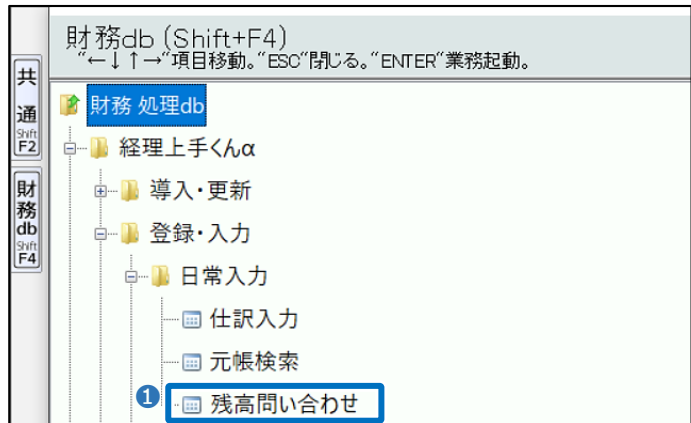 財務db (Shift+F4)
“←↓↑→“項目移動。“ESC“閉じる。“ENTER“業務起動。
共通
Shift
F2
財務db
Shift
F4
財務 処理db
経理上手くんα
導入・更新
登録・入力
日常入力
仕訳入力
元帳検索
❶ 残高問い合わせ